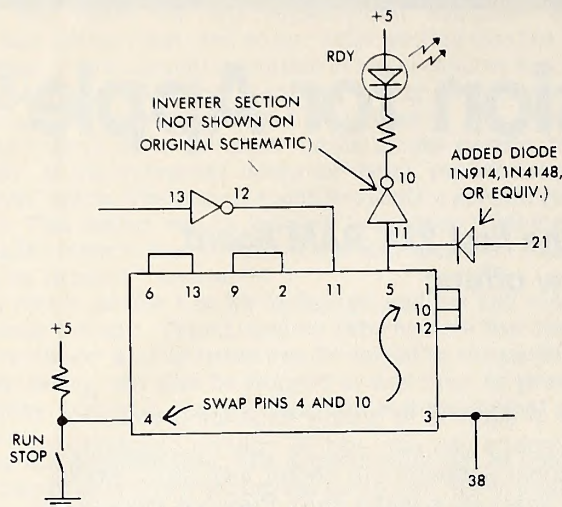 +5
RDY
INVERTER SECTION
(NOT SHOWN ON
ORIGINAL SCHEMATIC)
10
ADDED DIODE
1N914,1N4148,
OR EQUIV.)
13 12
11
21
6 13 9 2 11 5 1
10
12
+5
4 SWAP PINS 4 AND 10 3
RUN
STOP
38